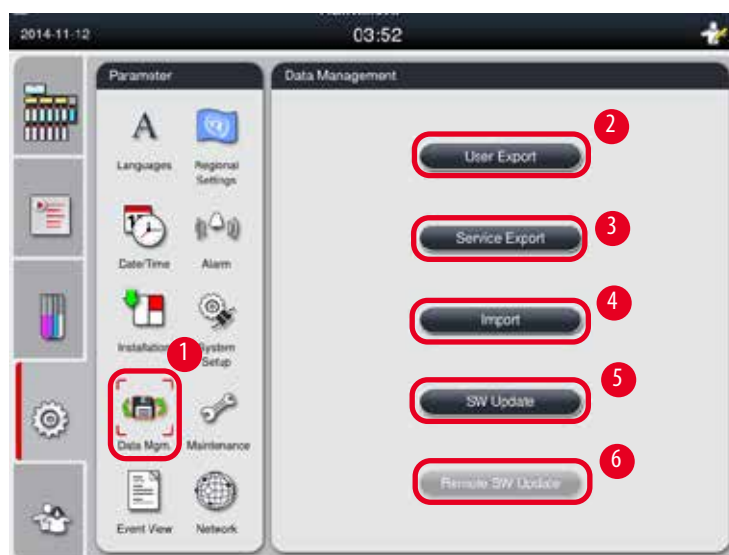 2014-11-12
03:52
Parameter
Data Management
Languages
Regional
Settings
Date/Time
Alarm
Installation
System
Setup
Data Mgm.
Maintenance
Event View
Network
User Export
Service Export
Import
SW Update
Remote SW Update
1
2
3
4
5
6